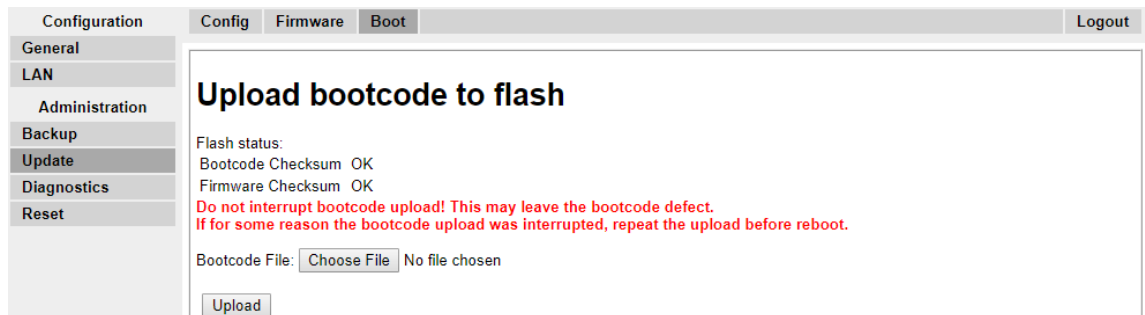 Configuration
Config Firmware Boot Logout
General
LAN
Administration
Backup
Update
Diagnostics
Reset
Upload bootcode to flash
Flash status:
Bootcode Checksum OK
Firmware Checksum OK
Do not interrupt bootcode upload! This may leave the bootcode defect.
If for some reason the bootcode upload was interrupted, repeat the upload before reboot.
Bootcode File: Choose File No file chosen
Upload